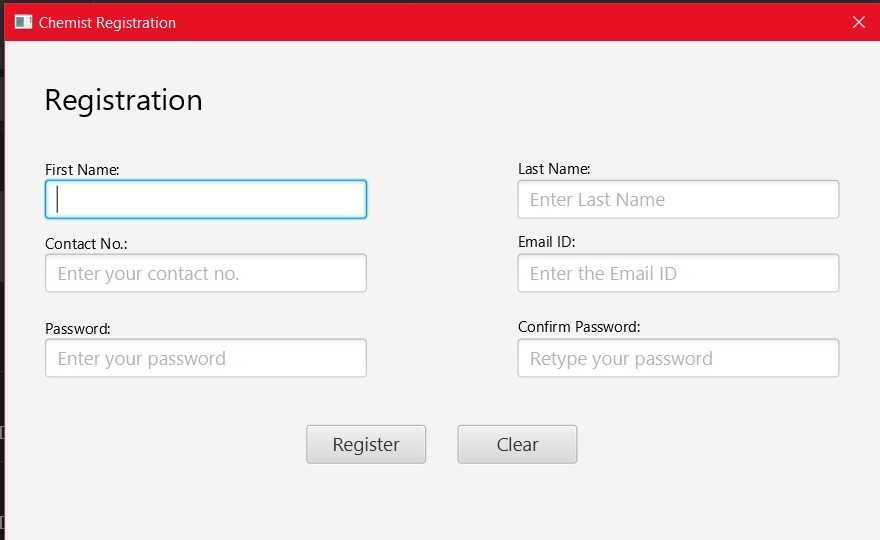 Chemist Registration
Registration
First Name:
Last Name:
Enter Last Name
Contact No.:
Email ID:
Enter your contact no.
Enter the Email ID
Password:
Confirm Password:
Enter your password
Retype your password
Register
Clear